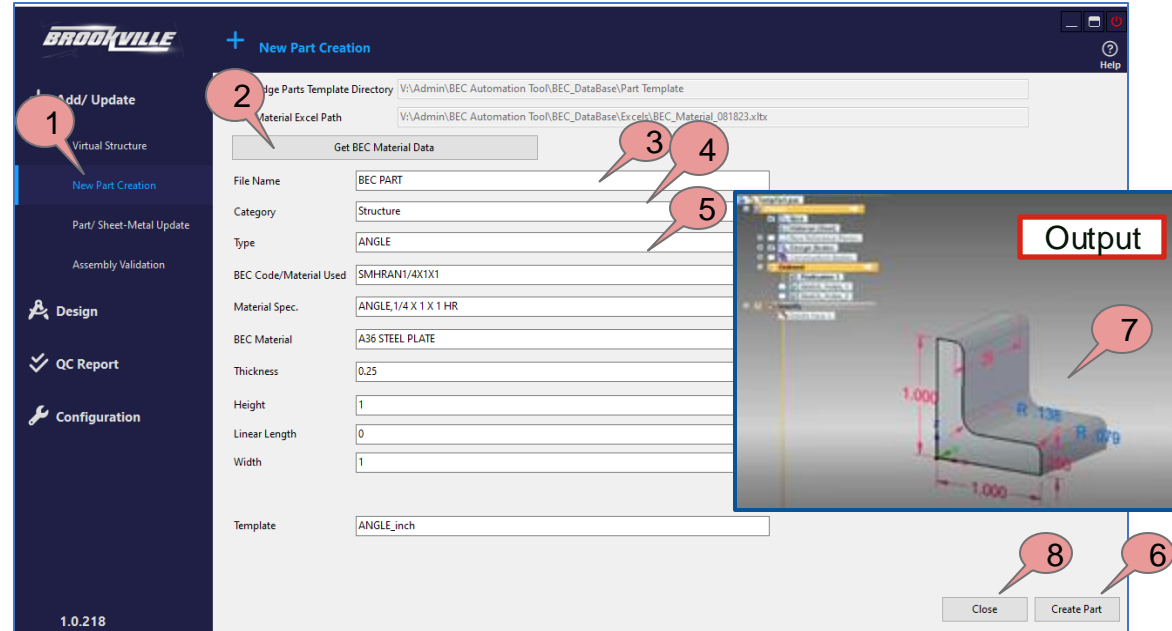 BROOKVILLE
New Part Creation
Help
Add/ Update
Virtual Structure
New Part Creation
Part/ Sheet-Metal Update
Assembly Validation
Design
QC Report
Configuration
1.0.218
Parts Template Directory V:\Admin\BEC Automation Tool\BEC_DataBase\Part Template
Material Excel Path V:\Admin\BEC Automation Tool\BEC_DataBase\Excels\BEC_Material_081823.xltx
Get BEC Material Data
File Name BEC PART
Category Structure
Type ANGLE
BEC Code/Material Used SMHRAN1/4X1X1
Material Spec. ANGLE,1/4 X 1 X 1 HR
BEC Material A36 STEEL PLATE
Thickness 0.25
Height 1
Linear Length 0
Width 1
Template ANGLE_inch
Close Create Part
1
2
3
4
5
6
7
8
Output
1.000
R .138
R .079
1.000